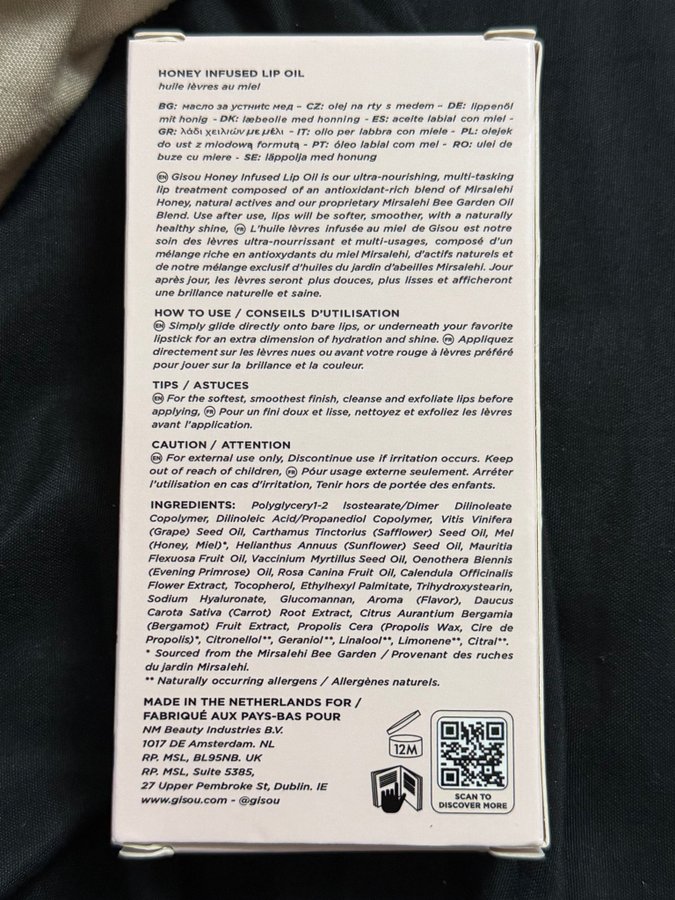 HONEY INFUSED LIP OIL
huile lèvres au miel
BG: масло за устнитс мед – CZ: olej na rty s medem – DE: lippenöl
mit honig - DK: læbeolie med honning - ES: aceite labial con miel -
GR: λάδι χειλιών με μέλι - IT: olio per labbra con miele - PL: olejek
do ust z miodową formutą - PT: óleo labial com mel - RO: ulei de
buze cu miere - SE: läppolja med honung
EN Gisou Honey Infused Lip Oil is our ultra-nourishing, multi-tasking
lip treatment composed of an antioxidant-rich blend of Mirsalehi
Honey, natural actives and our proprietary Mirsalehi Bee Garden Oil
Blend. Use after use, lips will be softer, smoother, with a naturally
healthy shine, FR L'huile lèvres infusée au miel de Gisou est notre
soin des lèvres ultra-nourrissant et multi-usages, composé d'un
mélange riche en antioxydants du miel Mirsalehi, d'actifs naturels et
de notre mélange exclusif d'huiles du jardin d'abeilles Mirsalehi. Jour
après jour, les lèvres seront plus douces, plus lisses et afficheront
une brillance naturelle et saine.
HOW TO USE / CONSEILS D'UTILISATION
EN Simply glide directly onto bare lips, or underneath your favorite
lipstick for an extra dimension of hydration and shine. FR Appliquez
directement sur les lèvres nues ou avant votre rouge à lèvres préféré
pour jouer sur la brillance et la couleur.
TIPS / ASTUCES
EN For the softest, smoothest finish, cleanse and exfoliate lips before
applying, FR Pour un fini doux et lisse, nettoyez et exfoliez les lèvres
avant l'application.
CAUTION / ATTENTION
EN For external use only, Discontinue use if irritation occurs. Keep
out of reach of children, FR Póur usage externe seulement. Arréter
l'utilisation en cas d'irritation, Tenir hors de portée des enfants.
INGREDIENTS: Polyglycery1-2 Isostearate/Dimer Dilinoleate
Copolymer, Dilinoleic Acid/Propanediol Copolymer, Vitis Vinifera
(Grape) Seed Oil, Carthamus Tinctorius (Safflower) Seed Oil, Mel
(Honey, Miel)*, Helianthus Annuus (Sunflower) Seed Oil, Mauritia
Flexuosa Fruit Oil, Vaccinium Myrtillus Seed Oil, Oenothera Biennis
(Evening Primrose) Oil, Rosa Canina Fruit Oil, Calendula Officinalis
Flower Extract, Tocopherol, Ethylhexyl Palmitate, Trihydroxystearin,
Sodium Hyaluronate, Glucomannan, Aroma (Flavor), Daucus
Carota Sativa (Carrot) Root Extract, Citrus Aurantium Bergamia
(Bergamot) Fruit Extract, Propolis Cera (Propolis Wax, Cire de
Propolis)*, Citronellol**, Geraniol**, Linalool**, Limonene**, Citral**.
* Sourced from the Mirsalehi Bee Garden / Provenant des ruches
du jardin Mirsalehi.
** Naturally occurring allergens / Allergènes naturels.
MADE IN THE NETHERLANDS FOR /
FABRIQUÉ AUX PAYS-BAS POUR
NM Beauty Industries B.V.
1017 DE Amsterdam. NL
RP. MSL, BL95NB. UK
RP. MSL, Suite 5385,
27 Upper Pembroke St, Dublin. IE
www.gisou.com - @gisou
12M
SCAN TO
DISCOVER MORE